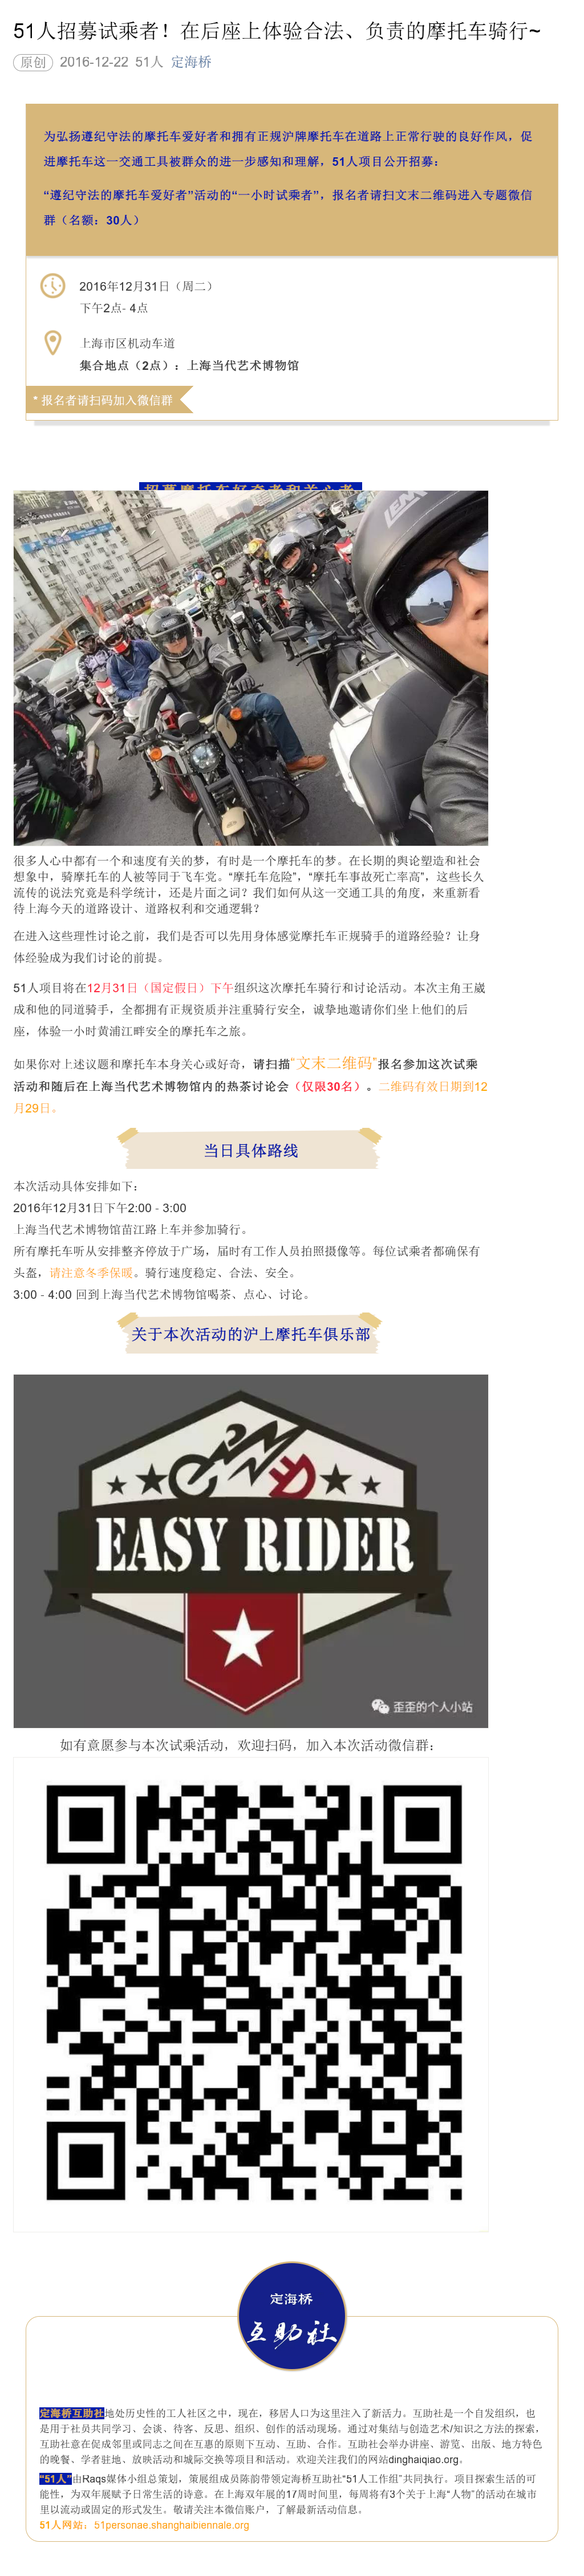 51人招募试乘者！在后座上体验合法、负责的摩托车骑行~
原创 2016-12-22 51人 定海桥
为弘扬遵纪守法的摩托车爱好者和拥有正规沪牌摩托车在道路上正常行驶的良好作风，促
进摩托车这一交通工具被群众的进一步感知和理解，51人项目公开招募：
“遵纪守法的摩托车爱好者”活动的“一小时试乘者”，报名者请扫文末二维码进入专题微信
群（名额：30人）
2016年12月31日（周二）
下午2点- 4点
上海市区机动车道
集合地点（2点）：上海当代艺术博物馆
* 报名者请扫码加入微信群
招募摩托车好奇者和关心者
很多人心中都有一个和速度有关的梦，有时是一个摩托车的梦。在长期的舆论塑造和社会
想象中，骑摩托车的人被等同于飞车党。“摩托车危险”，“摩托车事故死亡率高”，这些长久
流传的说法究竟是科学统计，还是片面之词？我们如何从这一交通工具的角度，来重新看
待上海今天的道路设计、道路权利和交通逻辑？
在进入这些理性讨论之前，我们是否可以先用身体感觉摩托车正规骑手的道路经验？让身
体经验成为我们讨论的前提。
51人项目将在12月31日（国定假日）下午组织这次摩托车骑行和讨论活动。本次主角王崴
成和他的同道骑手，全都拥有正规资质并注重骑行安全，诚挚地邀请你们坐上他们的后
座，体验一小时黄浦江畔安全的摩托车之旅。
如果你对上述议题和摩托车本身关心或好奇，请扫描“文末二维码”报名参加这次试乘
活动和随后在上海当代艺术博物馆内的热茶讨论会（仅限30名）。二维码有效日期到12
月29日。
当日具体路线
本次活动具体安排如下：
2016年12月31日下午2:00 - 3:00
上海当代艺术博物馆苗江路上车并参加骑行。
所有摩托车听从安排整齐停放于广场，届时有工作人员拍照摄像等。每位试乘者都确保有
头盔，请注意冬季保暖。骑行速度稳定、合法、安全。
3:00 - 4:00 回到上海当代艺术博物馆喝茶、点心、讨论。
关于本次活动的沪上摩托车俱乐部
EASY RIDER
歪歪的个人小站
如有意愿参与本次试乘活动，欢迎扫码，加入本次活动微信群：
定海桥
互助社
定海桥互助社地处历史性的工人社区之中，现在，移居人口为这里注入了新活力。互助社是一个自发组织，也
是用于社员共同学习、会谈、待客、反思、组织、创作的活动现场。通过对集结与创造艺术/知识之方法的探索，
互助社意在促成邻里或同志之间在互惠的原则下互动、互助、合作。互助社会举办讲座、游览、出版、地方特色
的晚餐、学者驻地、放映活动和城际交换等项目和活动。欢迎关注我们的网站dinghaiqiao.org。
“51人”由Raqs媒体小组总策划，策展组成员陈韵带领定海桥互助社“51人工作组”共同执行。项目探索生活的可
能性，为双年展赋予日常生活的诗意。在上海双年展的17周时间里，每周将有3个关于上海“人物”的活动在城市
里以流动或固定的形式发生。敬请关注本微信账户，了解最新活动信息。
51人网站：51personae.shanghaibiennale.org